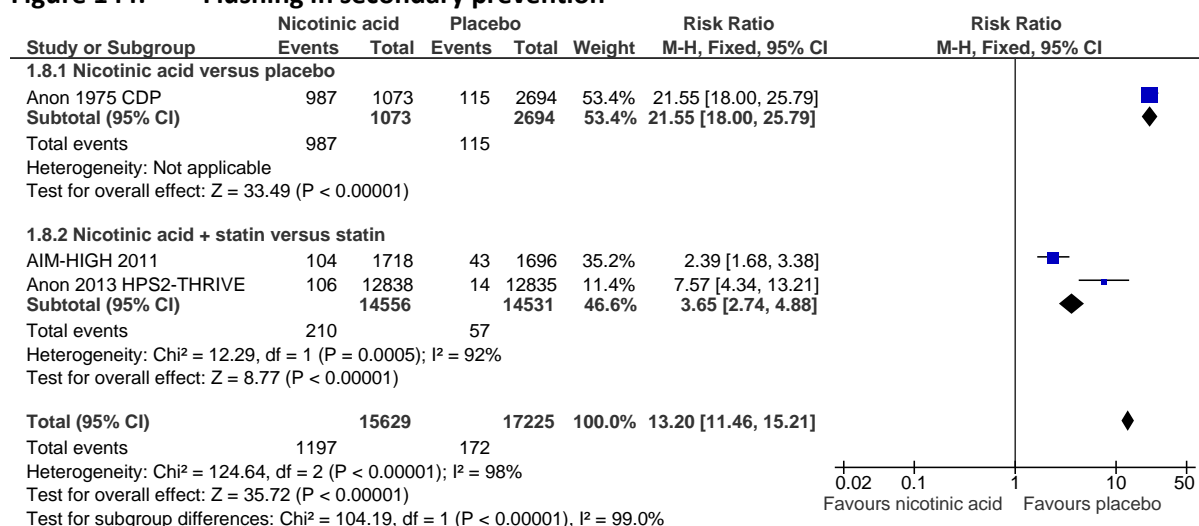 Figure 144: Flushing in secondary prevention
Nicotinic acid Placebo Risk Ratio Risk Ratio
Study or Subgroup Events Total Events Total Weight M-H, Fixed, 95% CI M-H, Fixed, 95% CI
1.8.1 Nicotinic acid versus placebo
Anon 1975 CDP 987 1073 115 2694 53.4% 21.55 [18.00, 25.79]
Subtotal (95% CI) 1073 2694 53.4% 21.55 [18.00, 25.79]
Total events 987 115
Heterogeneity: Not applicable
Test for overall effect: Z = 33.49 (P < 0.00001)
1.8.2 Nicotinic acid + statin versus statin
AIM-HIGH 2011 104 1718 43 1696 35.2% 2.39 [1.68, 3.38]
Anon 2013 HPS2-THRIVE 106 12838 14 12835 11.4% 7.57 [4.34, 13.21]
Subtotal (95% CI) 14556 14531 46.6% 3.65 [2.74, 4.88]
Total events 210 57
Heterogeneity: Chi² = 12.29, df = 1 (P = 0.0005); I² = 92%
Test for overall effect: Z = 8.77 (P < 0.00001)
Total (95% CI) 15629 17225 100.0% 13.20 [11.46, 15.21]
Total events 1197 172
Heterogeneity: Chi² = 124.64, df = 2 (P < 0.00001); I² = 98%
Test for overall effect: Z = 35.72 (P < 0.00001)
Test for subgroup differences: Chi² = 104.19, df = 1 (P < 0.00001), I² = 99.0%
0.02 0.1 1 10 50
Favours nicotinic acid Favours placebo